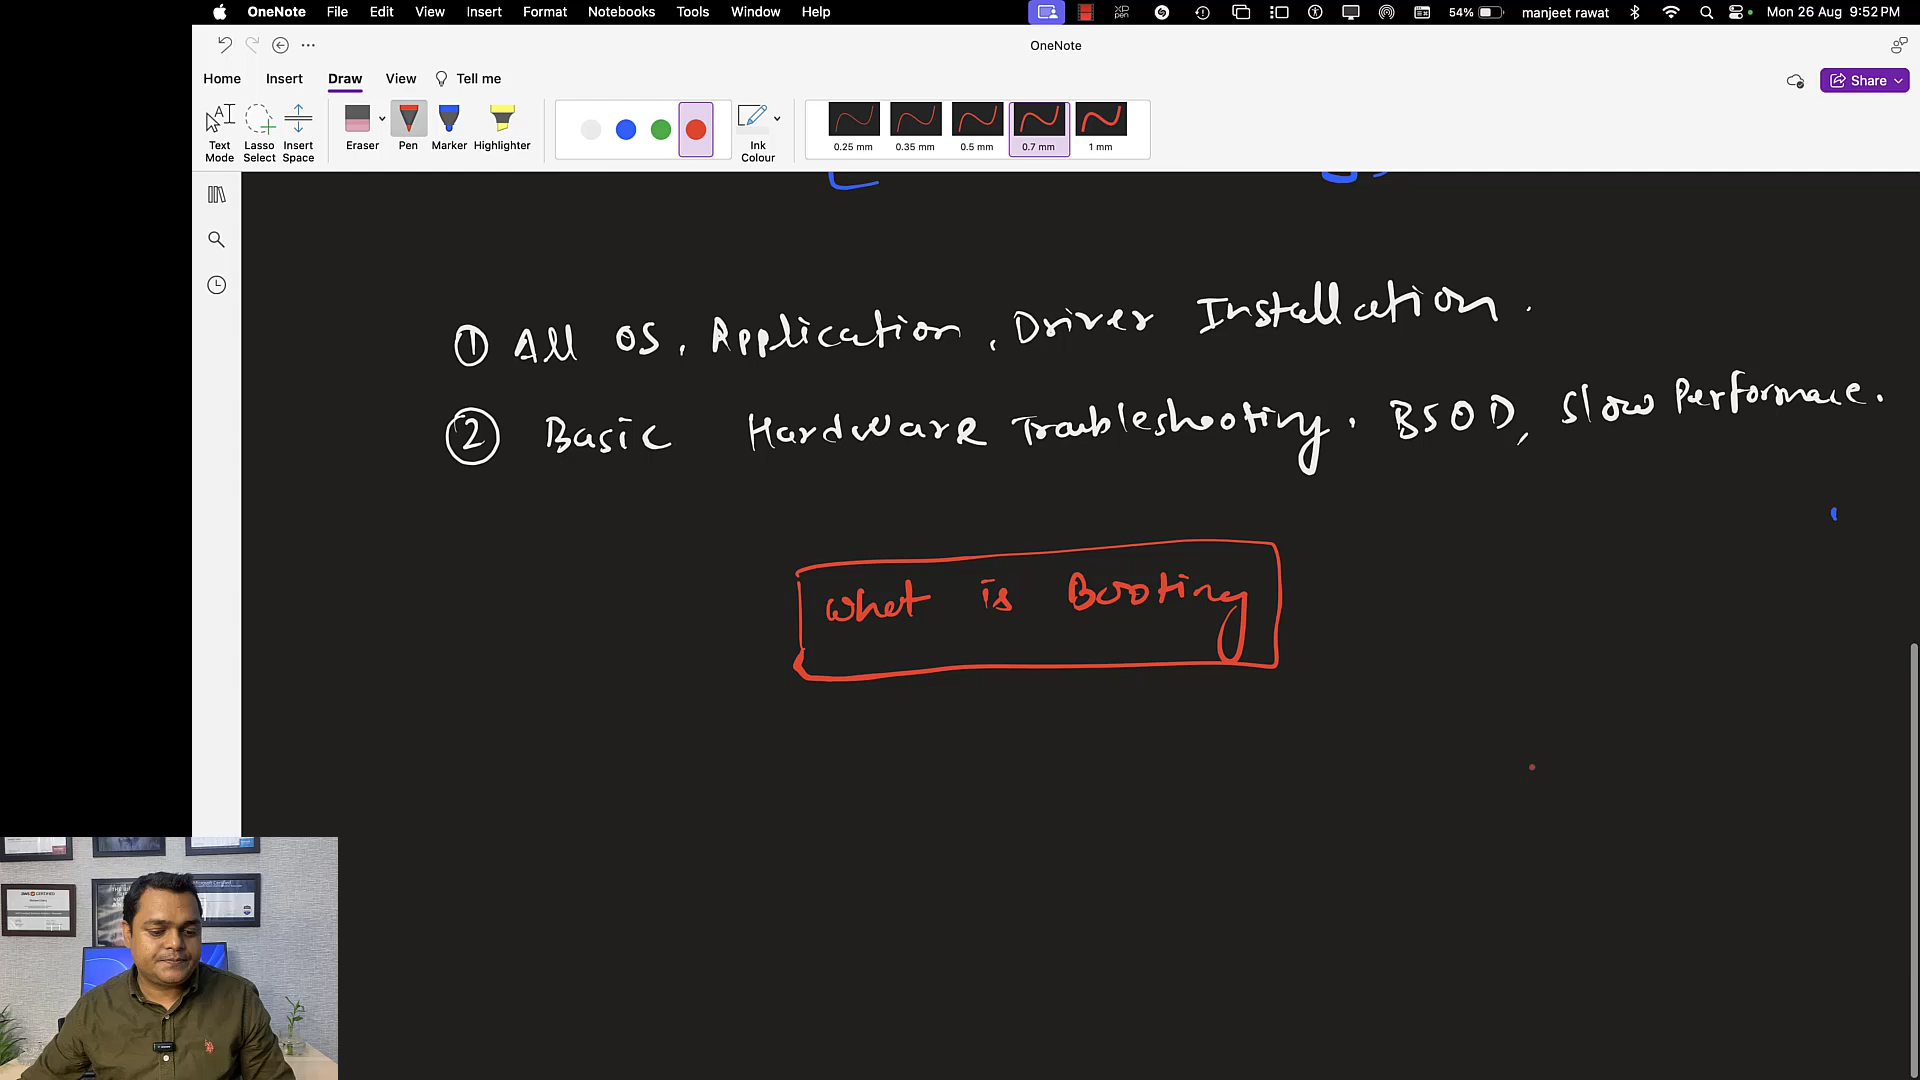 OneNote File Edit View Insert Format Notebooks Tools Window Help XD pen 54% manjeet rawat Mon 26 Aug 9:52 PM
OneNote
Home Insert Draw View Tell me Share
Text Mode Lasso Select Insert Space Eraser Pen Marker Highlighter Ink Colour 0.25 mm 0.35 mm 0.5 mm 0.7 mm 1 mm
① All OS, Application, Driver Installation.
② Basic Hardware Troubleshooting. BSOD, Slow Performace.
What is Booting